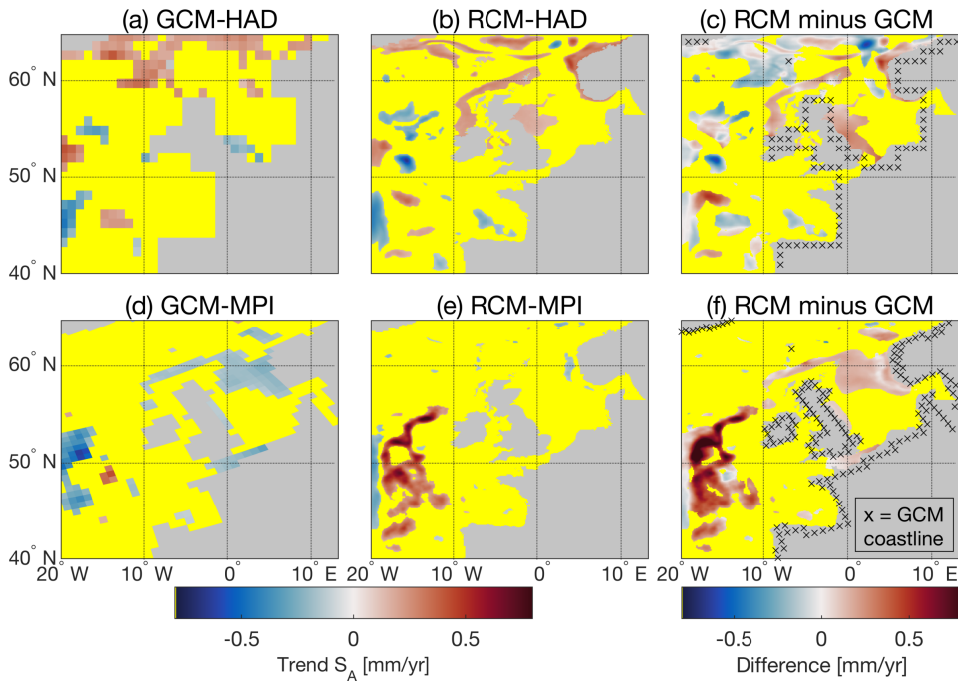 (a) GCM-HAD
(b) RCM-HAD
(c) RCM minus GCM
60° N
50° N
40° N
(d) GCM-MPI
(e) RCM-MPI
(f) RCM minus GCM
60° N
50° N
40° N
x = GCM
coastline
20° W 10° W 0° 10° E
20° W 10° W 0° 10° E
20° W 10° W 0° 10° E
-0.5 0 0.5
-0.5 0 0.5
Trend S_A [mm/yr]
Difference [mm/yr]